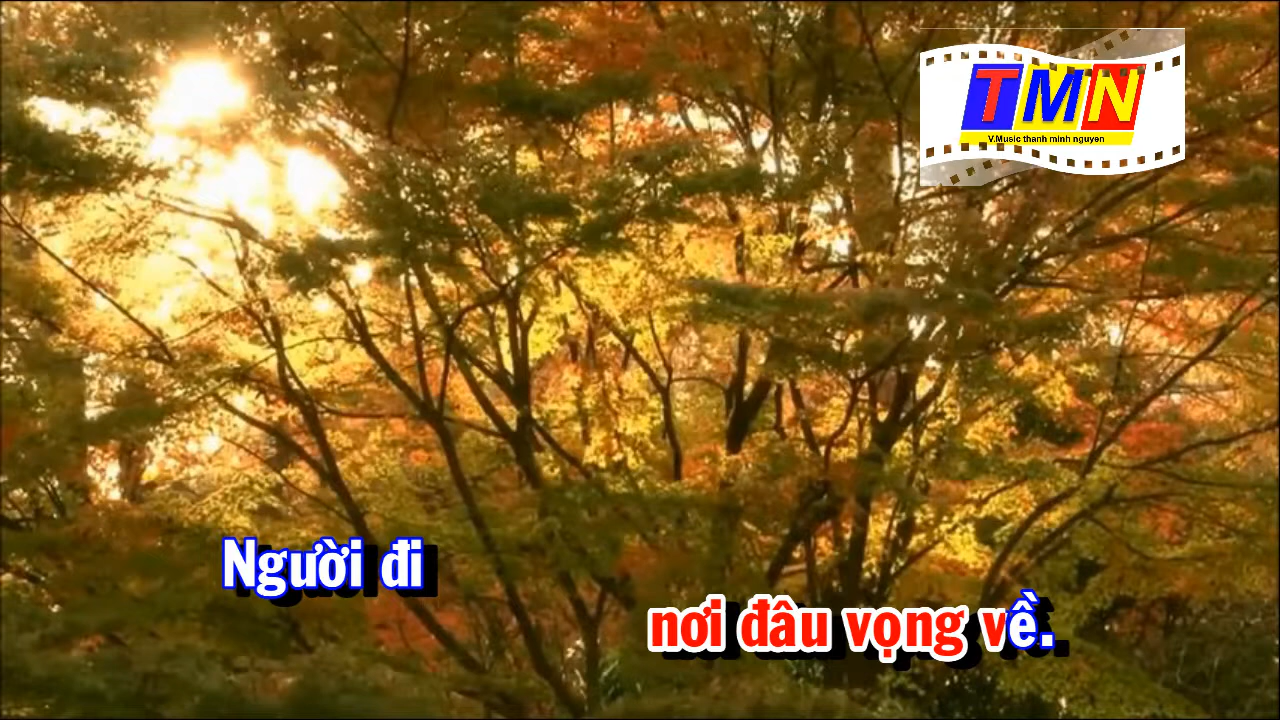 TMN
V.Music thanh minh nguyen
Người đi
nơi đâu vọng về.